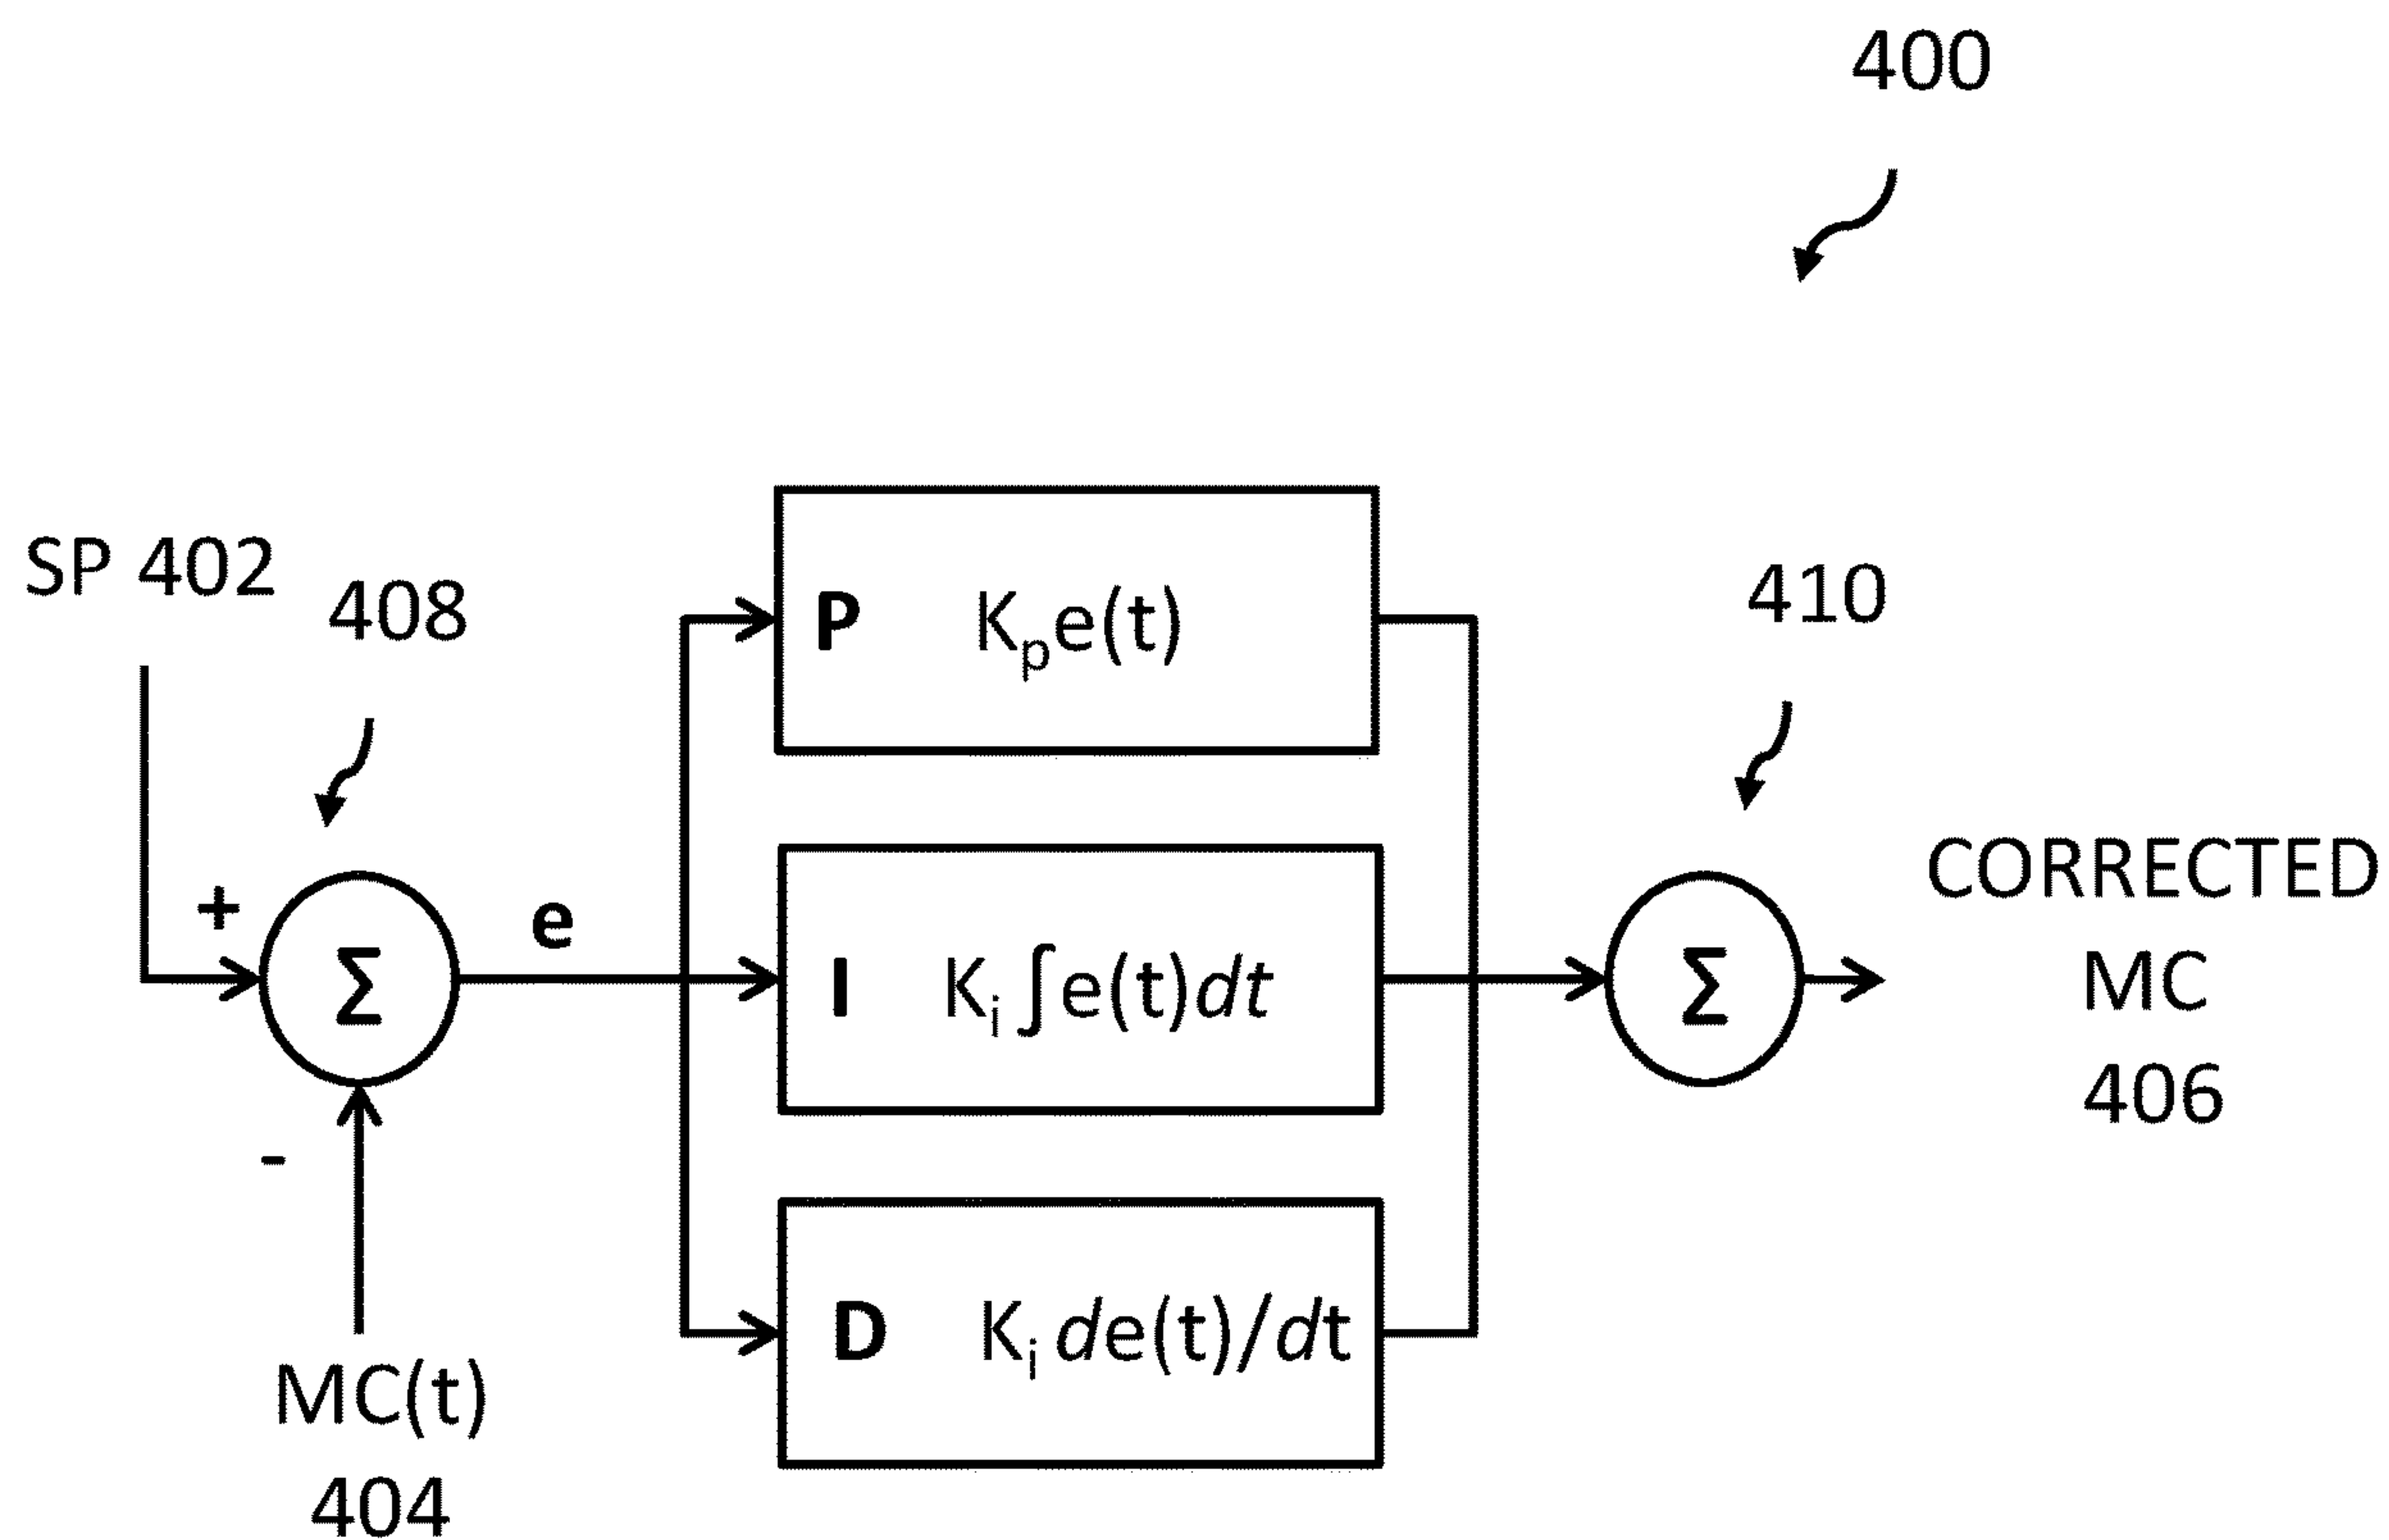 400
SP 402
408
P Kpe(t)
410
+
Σ
e
I Ki∫e(t)dt
Σ
CORRECTED
MC
406
-
D Ki de(t)/dt
MC(t)
404